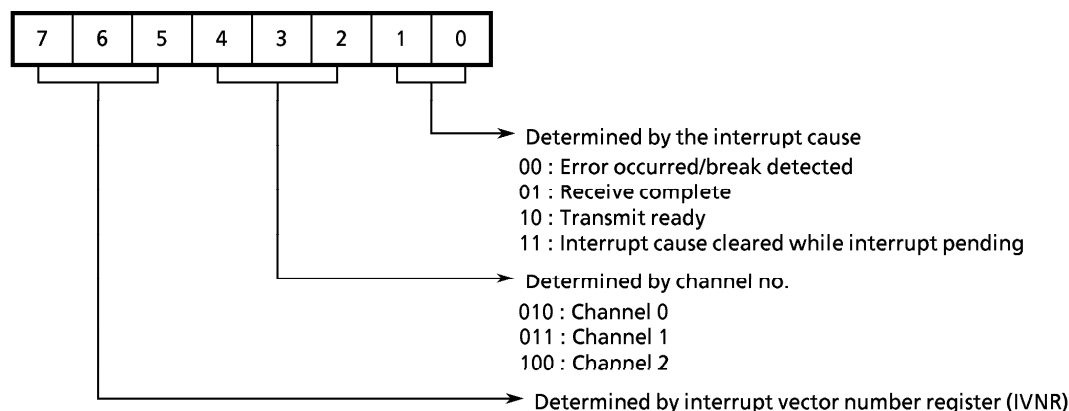 7 6 5 4 3 2 1 0
Determined by the interrupt cause
00 : Error occurred/break detected
01 : Receive complete
10 : Transmit ready
11 : Interrupt cause cleared while interrupt pending
Determined by channel no.
010 : Channel 0
011 : Channel 1
100 : Channel 2
Determined by interrupt vector number register (IVNR)